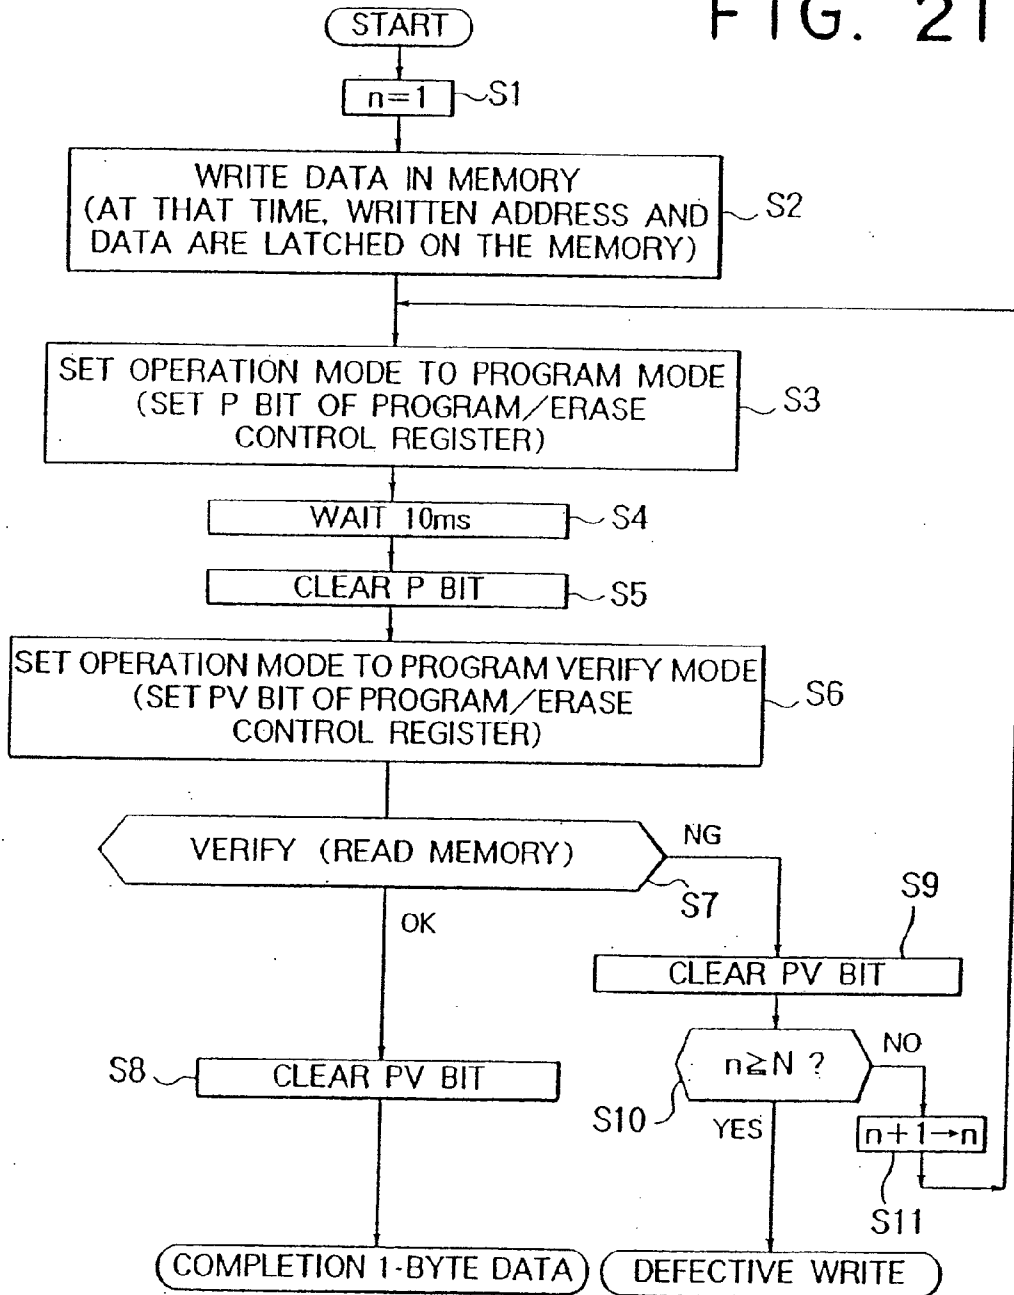 FIG. 21
START
n=1
S1
WRITE DATA IN MEMORY
(AT THAT TIME, WRITTEN ADDRESS AND
DATA ARE LATCHED ON THE MEMORY)
S2
SET OPERATION MODE TO PROGRAM MODE
(SET P BIT OF PROGRAM/ERASE
CONTROL REGISTER)
S3
WAIT 10ms
S4
CLEAR P BIT
S5
SET OPERATION MODE TO PROGRAM VERIFY MODE
(SET PV BIT OF PROGRAM/ERASE
CONTROL REGISTER)
S6
VERIFY (READ MEMORY)
NG
S7
OK
S9
CLEAR PV BIT
S8
CLEAR PV BIT
n≧N ?
NO
S10
YES
n+1→n
S11
COMPLETION 1-BYTE DATA
DEFECTIVE WRITE